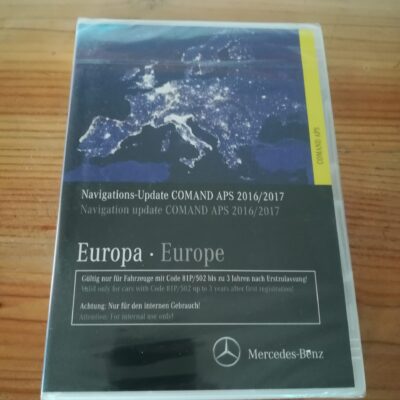 COMAND APS
Navigations-Update COMAND APS 2016/2017
Navigation update COMAND APS 2016/2017
Europa · Europe
Gültig nur für Fahrzeuge mit Code 81P/502 bis zu 3 Jahren nach Erstzulassung!
Valid only for cars with Code 81P/502 up to 3 years after first registration!
Achtung: Nur für den internen Gebrauch!
Attention: For internal use only!
Mercedes-Benz